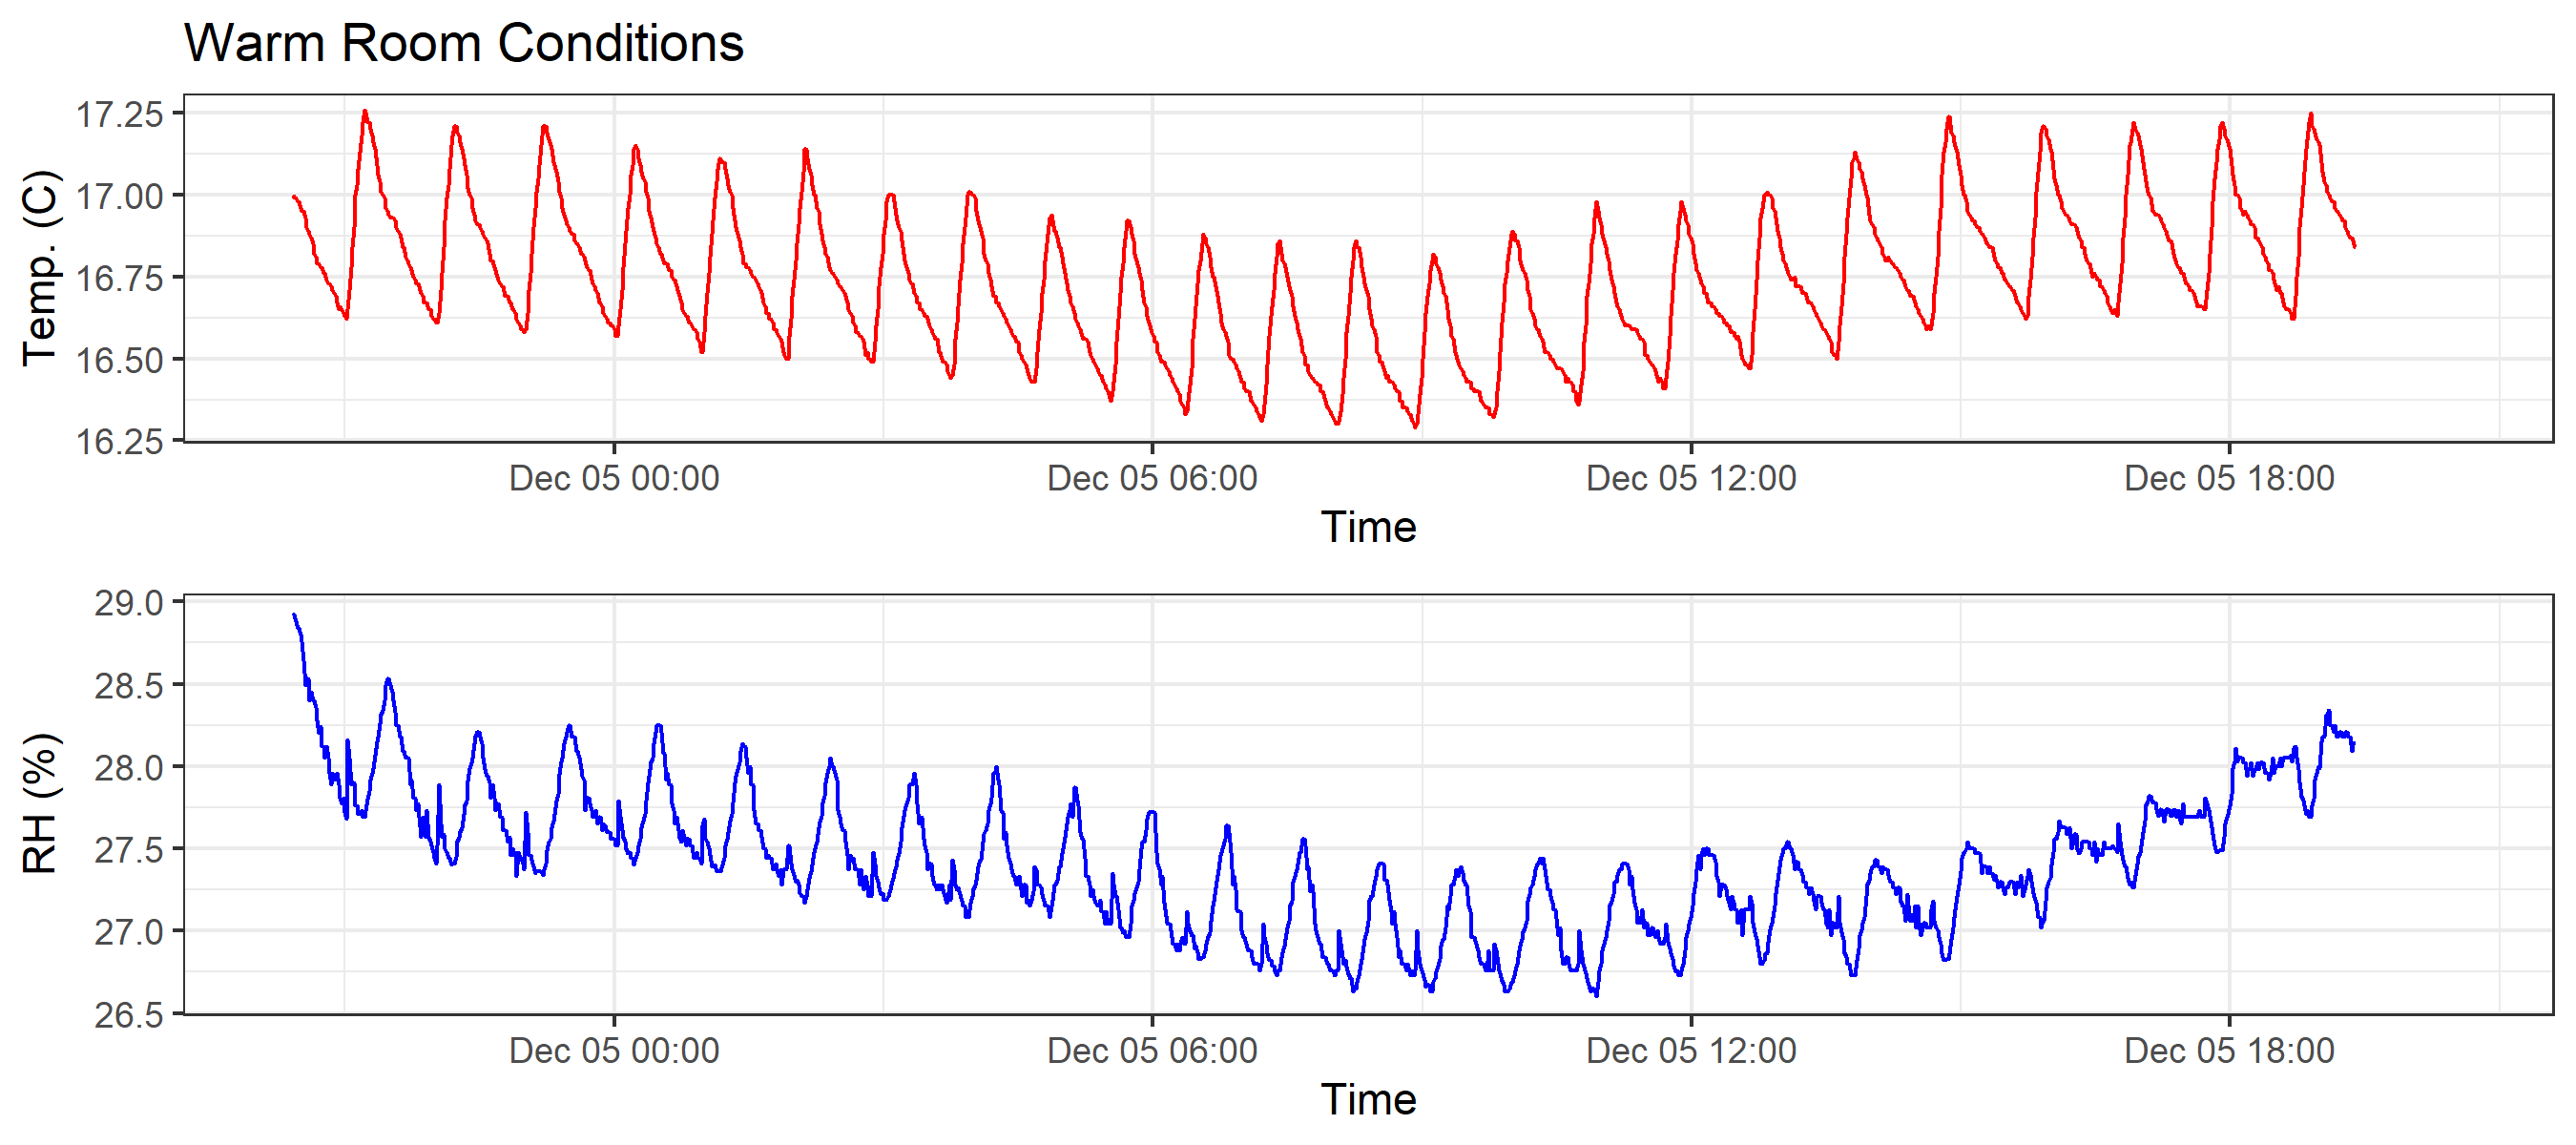 Warm Room Conditions
17.25
17.00
16.75
16.50
16.25
Temp. (C)
Dec 05 00:00 Dec 05 06:00 Dec 05 12:00 Dec 05 18:00
Time
29.0
28.5
28.0
27.5
27.0
26.5
RH (%)
Dec 05 00:00 Dec 05 06:00 Dec 05 12:00 Dec 05 18:00
Time